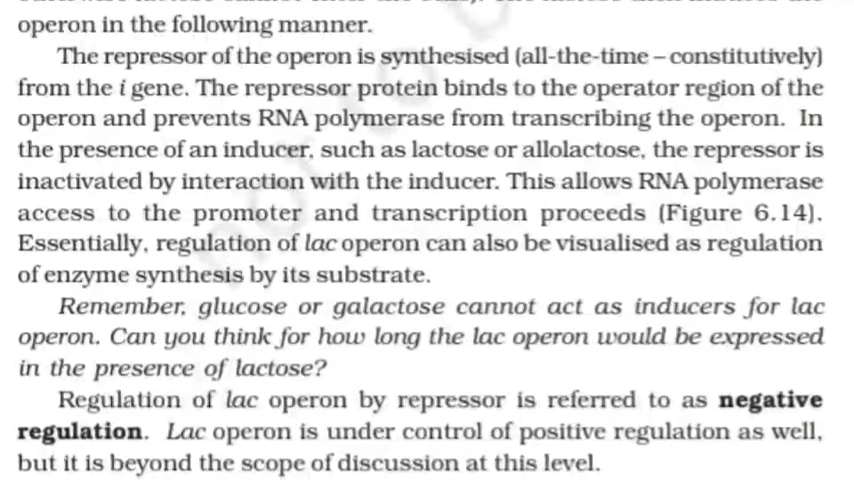 operon in the following manner.
The repressor of the operon is synthesised (all-the-time – constitutively)
from the i gene. The repressor protein binds to the operator region of the
operon and prevents RNA polymerase from transcribing the operon. In
the presence of an inducer, such as lactose or allolactose, the repressor is
inactivated by interaction with the inducer. This allows RNA polymerase
access to the promoter and transcription proceeds (Figure 6.14).
Essentially, regulation of lac operon can also be visualised as regulation
of enzyme synthesis by its substrate.
Remember, glucose or galactose cannot act as inducers for lac
operon. Can you think for how long the lac operon would be expressed
in the presence of lactose?
Regulation of lac operon by repressor is referred to as negative
regulation. Lac operon is under control of positive regulation as well,
but it is beyond the scope of discussion at this level.